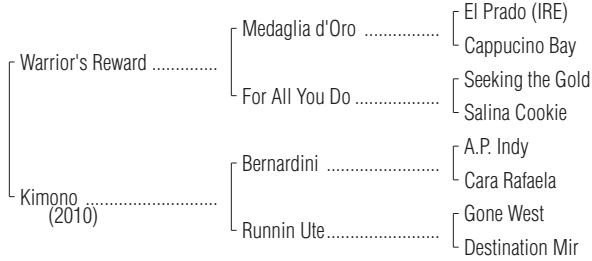 El Prado (IRE)
Medaglia d'Oro ................
Cappucino Bay
Warrior's Reward ..............
Seeking the Gold
For All You Do ..................
Salina Cookie
A.P. Indy
Bernardini ........................
Cara Rafaela
Kimono ............................
(2010)
Gone West
Runnin Ute........................
Destination Mir